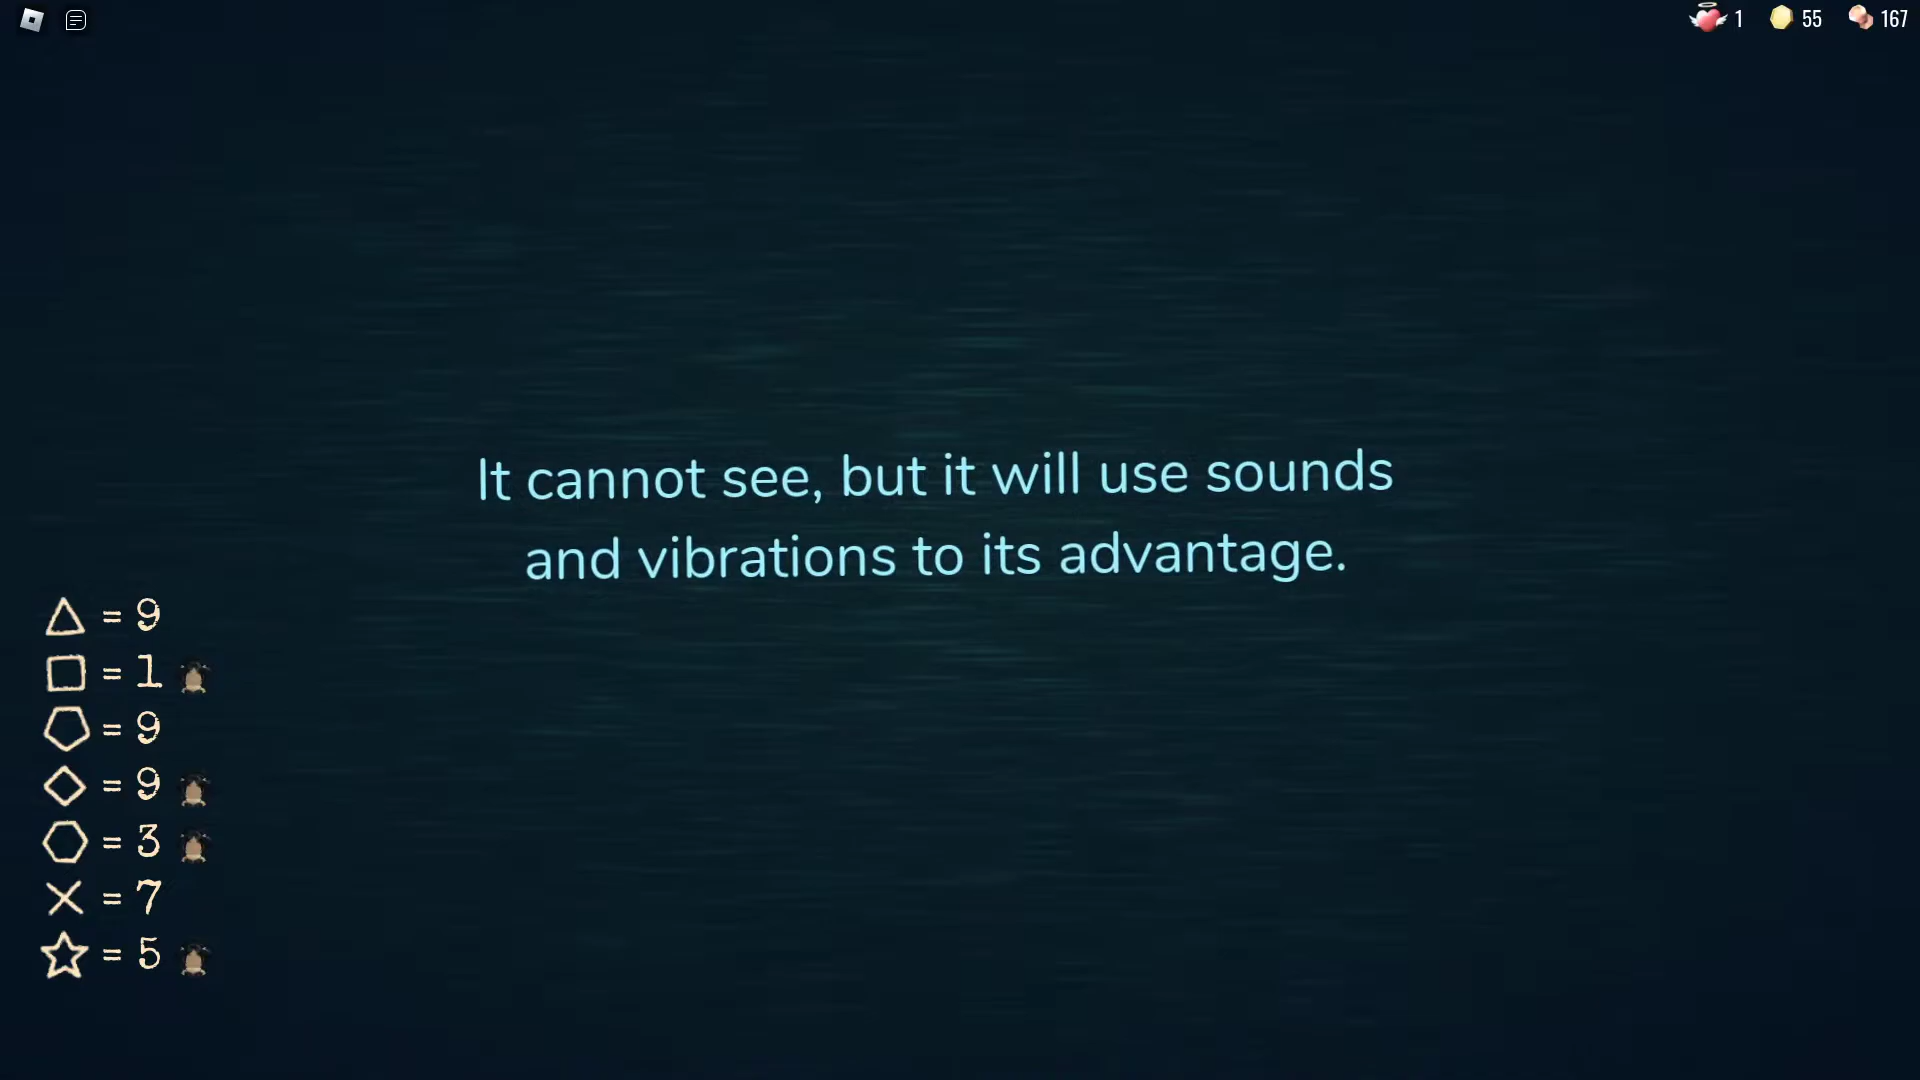 1 55 167
It cannot see, but it will use sounds
and vibrations to its advantage.
= 9
= 1
= 9
= 9
= 3
= 7
= 5